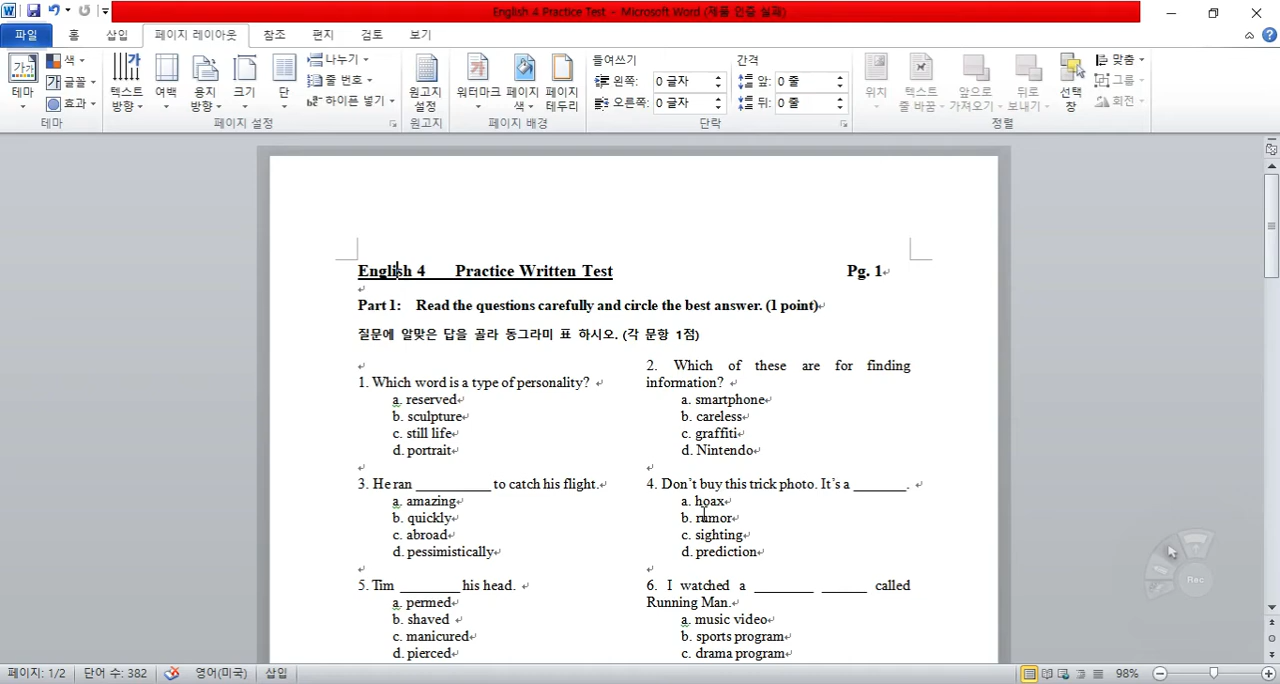 English 4 Practice Test - Microsoft Word (제품 인증 실패)
파일 홈 삽입 페이지 레이아웃 참조 편지 검토 보기
가가 테마
색
글꼴
효과
테마
텍스트 방향
여백
용지 방향
크기
단
나누기
줄 번호
하이픈 넣기
페이지 설정
원고지 설정
원고지
워터마크
페이지 색
페이지 테두리
페이지 배경
들여쓰기
왼쪽: 0 글자
오른쪽: 0 글자
간격
앞: 0 줄
뒤: 0 줄
단락
위치
텍스트 줄 바꿈
앞으로 가져오기
뒤로 보내기
선택 창
맞춤
그룹
회전
정렬
English 4 Practice Written Test Pg. 1
Part 1: Read the questions carefully and circle the best answer. (1 point)
질문에 알맞은 답을 골라 동그라미 표 하시오. (각 문항 1점)
1. Which word is a type of personality?
a. reserved
b. sculpture
c. still life
d. portrait
2. Which of these are for finding
information?
a. smartphone
b. careless
c. graffiti
d. Nintendo
3. He ran __________ to catch his flight.
a. amazing
b. quickly
c. abroad
d. pessimistically
4. Don't buy this trick photo. It's a _______.
a. hoax
b. rumor
c. sighting
d. prediction
5. Tim ________ his head.
a. permed
b. shaved
c. manicured
d. pierced
6. I watched a ________ ______ called
Running Man.
a. music video
b. sports program
c. drama program
Rec
페이지: 1/2 단어 수: 382 영어(미국) 삽입 98%